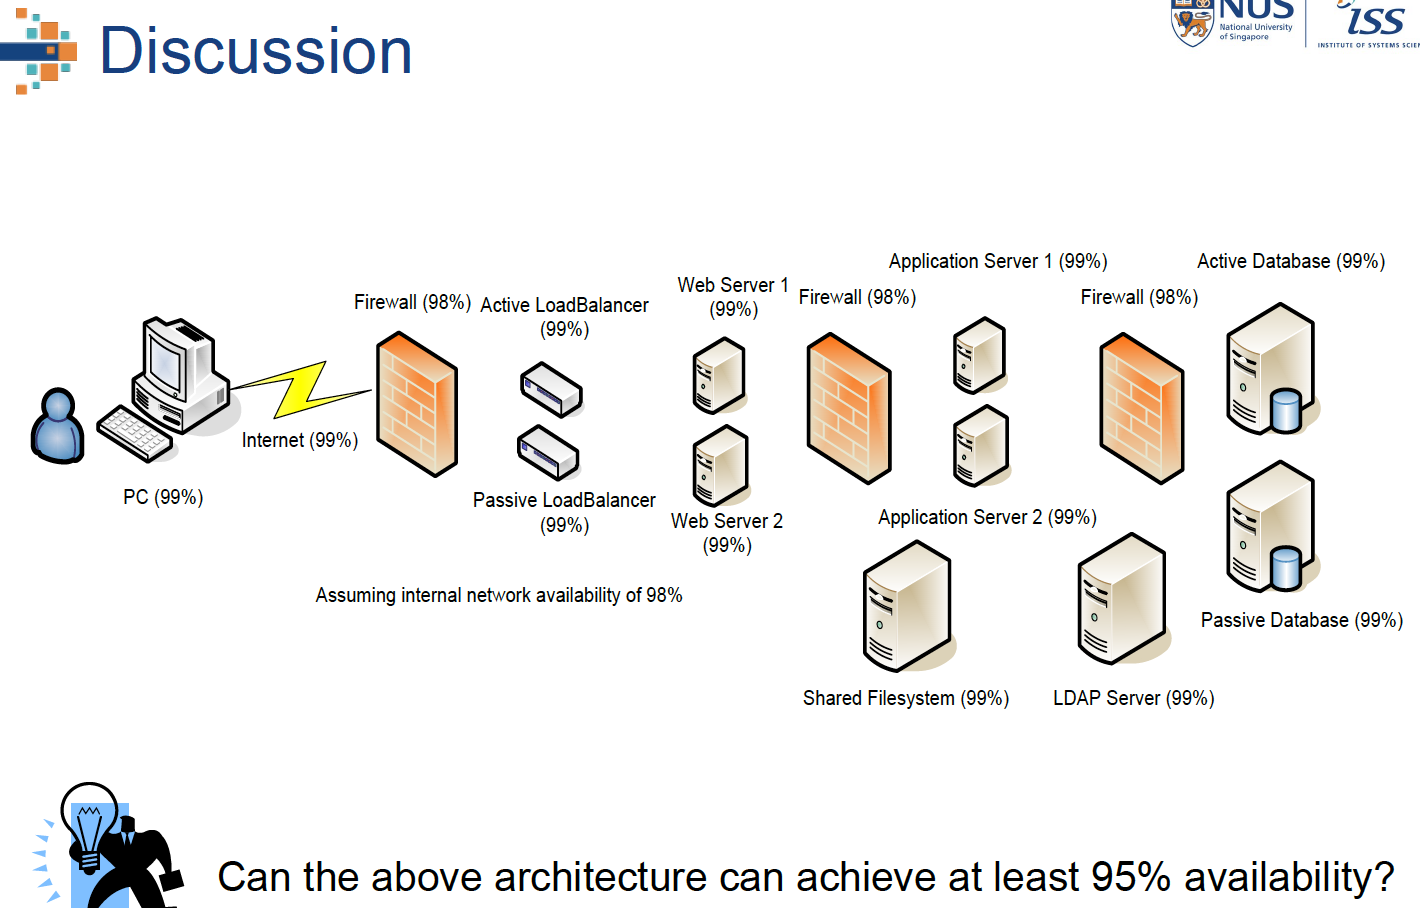 Discussion
NUS
National University
of Singapore
iss
INSTITUTE OF SYSTEMS
Application Server 1 (99%)
Active Database (99%)
Web Server 1
(99%)
Firewall (98%)
Active LoadBalancer
(99%)
Firewall (98%)
Firewall (98%)
Internet (99%)
PC (99%)
Passive LoadBalancer
(99%)
Web Server 2
(99%)
Application Server 2 (99%)
Assuming internal network availability of 98%
Passive Database (99%)
Shared Filesystem (99%)
LDAP Server (99%)
Can the above architecture can achieve at least 95% availability?